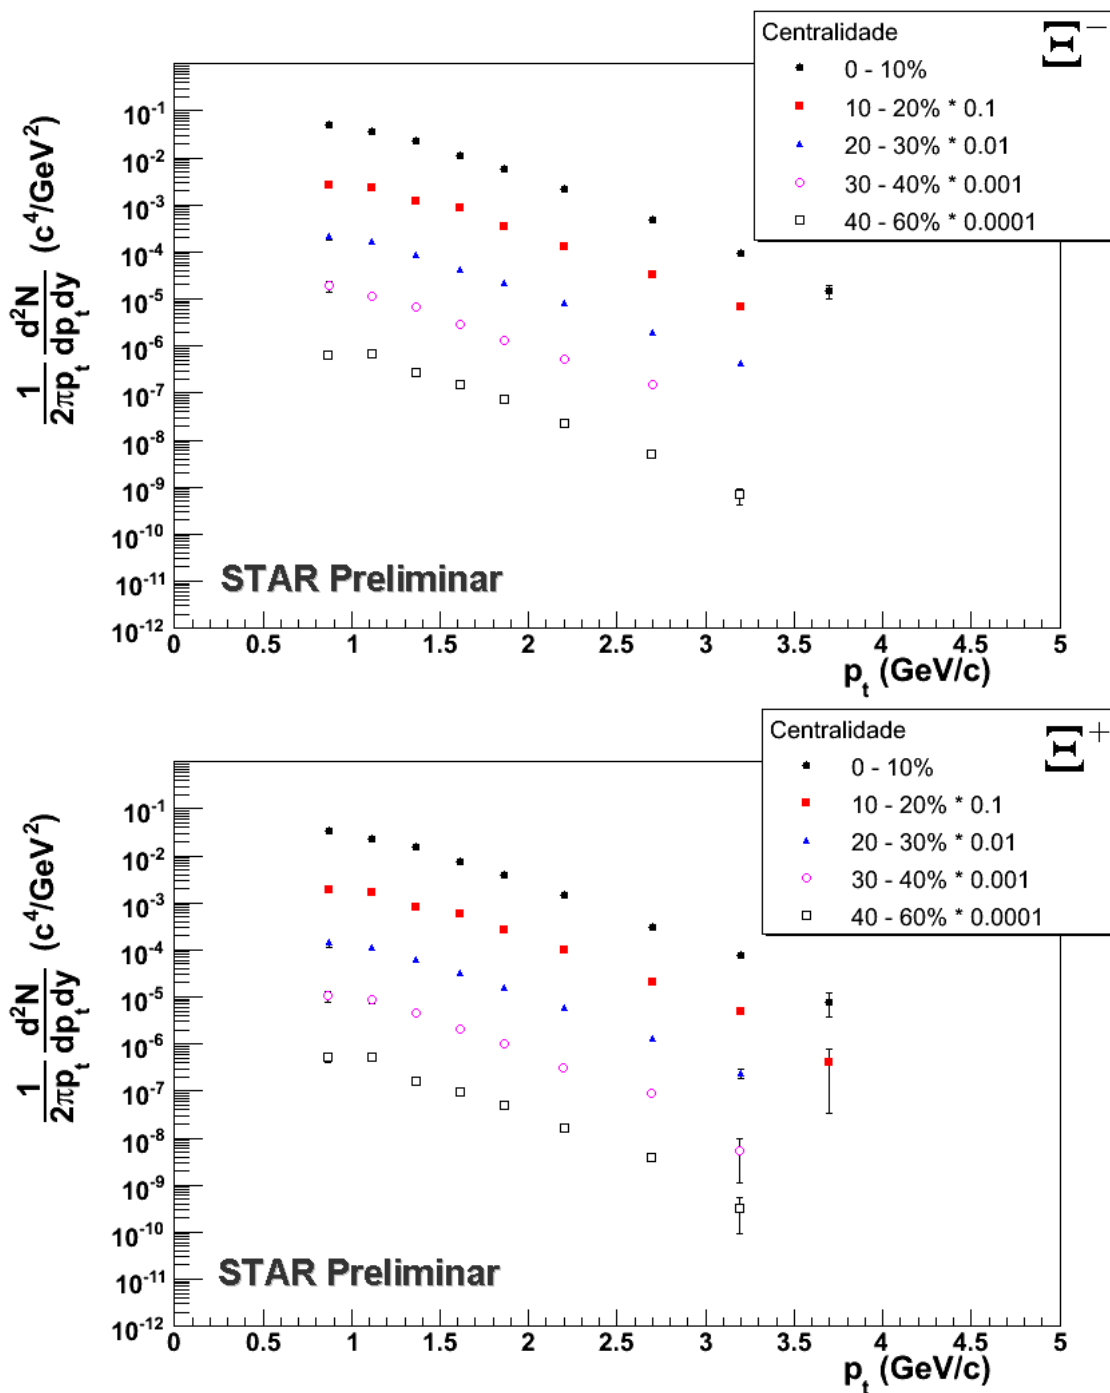 Centralidade Ξ⁻
0 - 10%
10 - 20% * 0.1
20 - 30% * 0.01
30 - 40% * 0.001
40 - 60% * 0.0001
1/2πpₜ d²N/dpₜdy (c⁴/GeV²)
10⁻¹
10⁻²
10⁻³
10⁻⁴
10⁻⁵
10⁻⁶
10⁻⁷
10⁻⁸
10⁻⁹
10⁻¹⁰
10⁻¹¹
10⁻¹²
STAR Preliminar
0 0.5 1 1.5 2 2.5 3 3.5 4 4.5 5
pₜ (GeV/c)
Centralidade Ξ⁺
0 - 10%
10 - 20% * 0.1
20 - 30% * 0.01
30 - 40% * 0.001
40 - 60% * 0.0001
1/2πpₜ d²N/dpₜdy (c⁴/GeV²)
10⁻¹
10⁻²
10⁻³
10⁻⁴
10⁻⁵
10⁻⁶
10⁻⁷
10⁻⁸
10⁻⁹
10⁻¹⁰
10⁻¹¹
10⁻¹²
STAR Preliminar
0 0.5 1 1.5 2 2.5 3 3.5 4 4.5 5
pₜ (GeV/c)